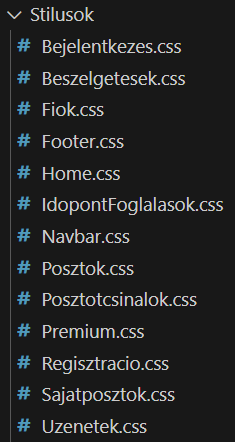 Stilusok
# Bejelentkezes.css
# Beszelgetesek.css
# Fiok.css
# Footer.css
# Home.css
# IdopontFoglalasok.css
# Navbar.css
# Posztok.css
# Posztotcsinalok.css
# Premium.css
# Regisztracio.css
# Sajatposztok.css
# Uzenetek.css